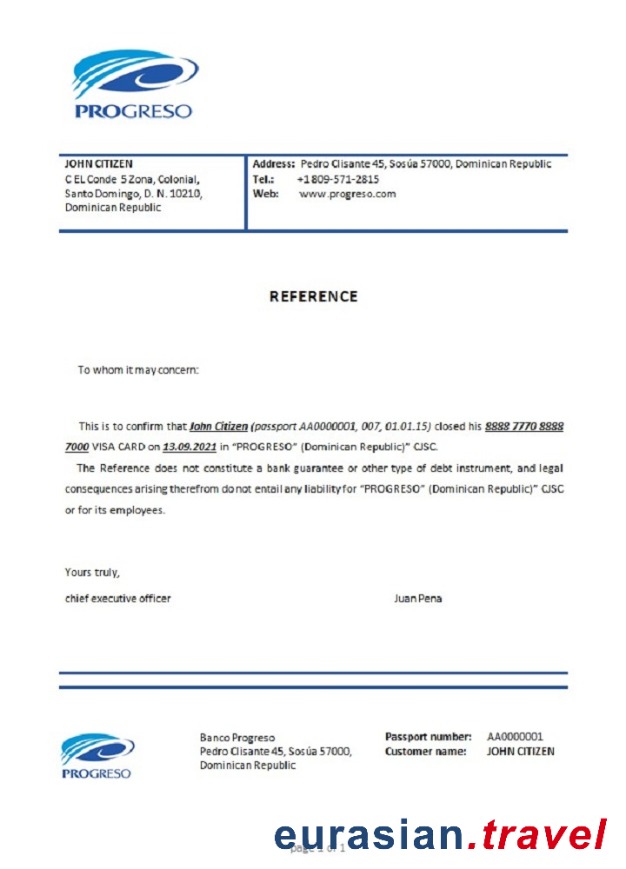 PROGRESO
JOHN CITIZEN
C EL Conde 5 Zona, Colonial,
Santo Domingo, D. N. 10210,
Dominican Republic
Address: Pedro Clisante 45, Sosúa 57000, Dominican Republic
Tel.: +1 809-571-2815
Web: www.progreso.com
REFERENCE
To whom it may concern:
This is to confirm that John Citizen (passport AA0000001, 007, 01.01.15) closed his 8888 7770 8888
7000 VISA CARD on 13.09.2021 in "PROGRESO" (Dominican Republic)" CJSC.
The Reference does not constitute a bank guarantee or other type of debt instrument, and legal
consequences arising therefrom do not entail any liability for "PROGRESO" (Dominican Republic)" CJSC
or for its employees.
Yours truly,
chief executive officer Juan Pena
PROGRESO
Banco Progreso
Pedro Clisante 45, Sosúa 57000,
Dominican Republic
Passport number: AA0000001
Customer name: JOHN CITIZEN
eurasian.travel
page 1 of 1